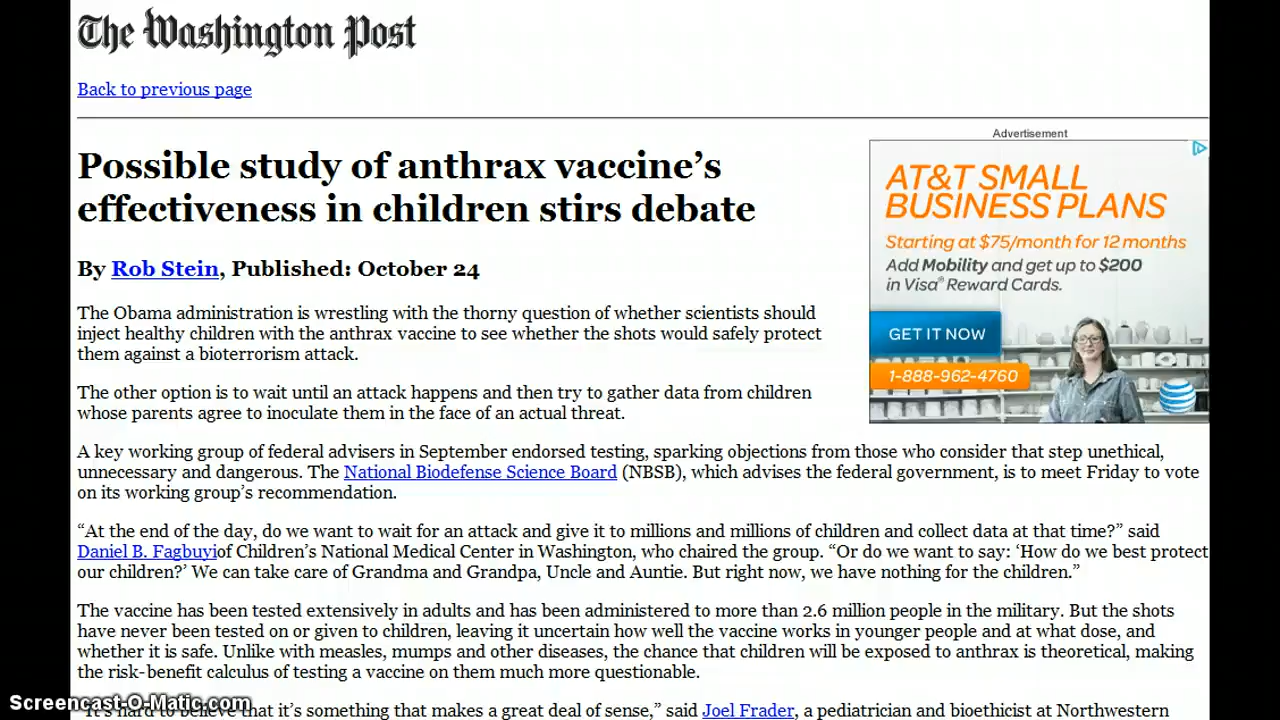 The Washington Post
Back to previous page
Advertisement
Possible study of anthrax vaccine’s
effectiveness in children stirs debate
By Rob Stein, Published: October 24
AT&T SMALL
BUSINESS PLANS
Starting at $75/month for 12 months
Add Mobility and get up to $200
in Visa® Reward Cards.
GET IT NOW
1-888-962-4760
The Obama administration is wrestling with the thorny question of whether scientists should
inject healthy children with the anthrax vaccine to see whether the shots would safely protect
them against a bioterrorism attack.
The other option is to wait until an attack happens and then try to gather data from children
whose parents agree to inoculate them in the face of an actual threat.
A key working group of federal advisers in September endorsed testing, sparking objections from those who consider that step unethical,
unnecessary and dangerous. The National Biodefense Science Board (NBSB), which advises the federal government, is to meet Friday to vote
on its working group’s recommendation.
“At the end of the day, do we want to wait for an attack and give it to millions and millions of children and collect data at that time?” said
Daniel B. Fagbuyiof Children’s National Medical Center in Washington, who chaired the group. “Or do we want to say: ‘How do we best protect
our children?’ We can take care of Grandma and Grandpa, Uncle and Auntie. But right now, we have nothing for the children.”
The vaccine has been tested extensively in adults and has been administered to more than 2.6 million people in the military. But the shots
have never been tested on or given to children, leaving it uncertain how well the vaccine works in younger people and at what dose, and
whether it is safe. Unlike with measles, mumps and other diseases, the chance that children will be exposed to anthrax is theoretical, making
the risk-benefit calculus of testing a vaccine on them much more questionable.
“It’s hard to believe that it’s something that makes a great deal of sense,” said Joel Frader, a pediatrician and bioethicist at Northwestern
Screencast-O-Matic.com